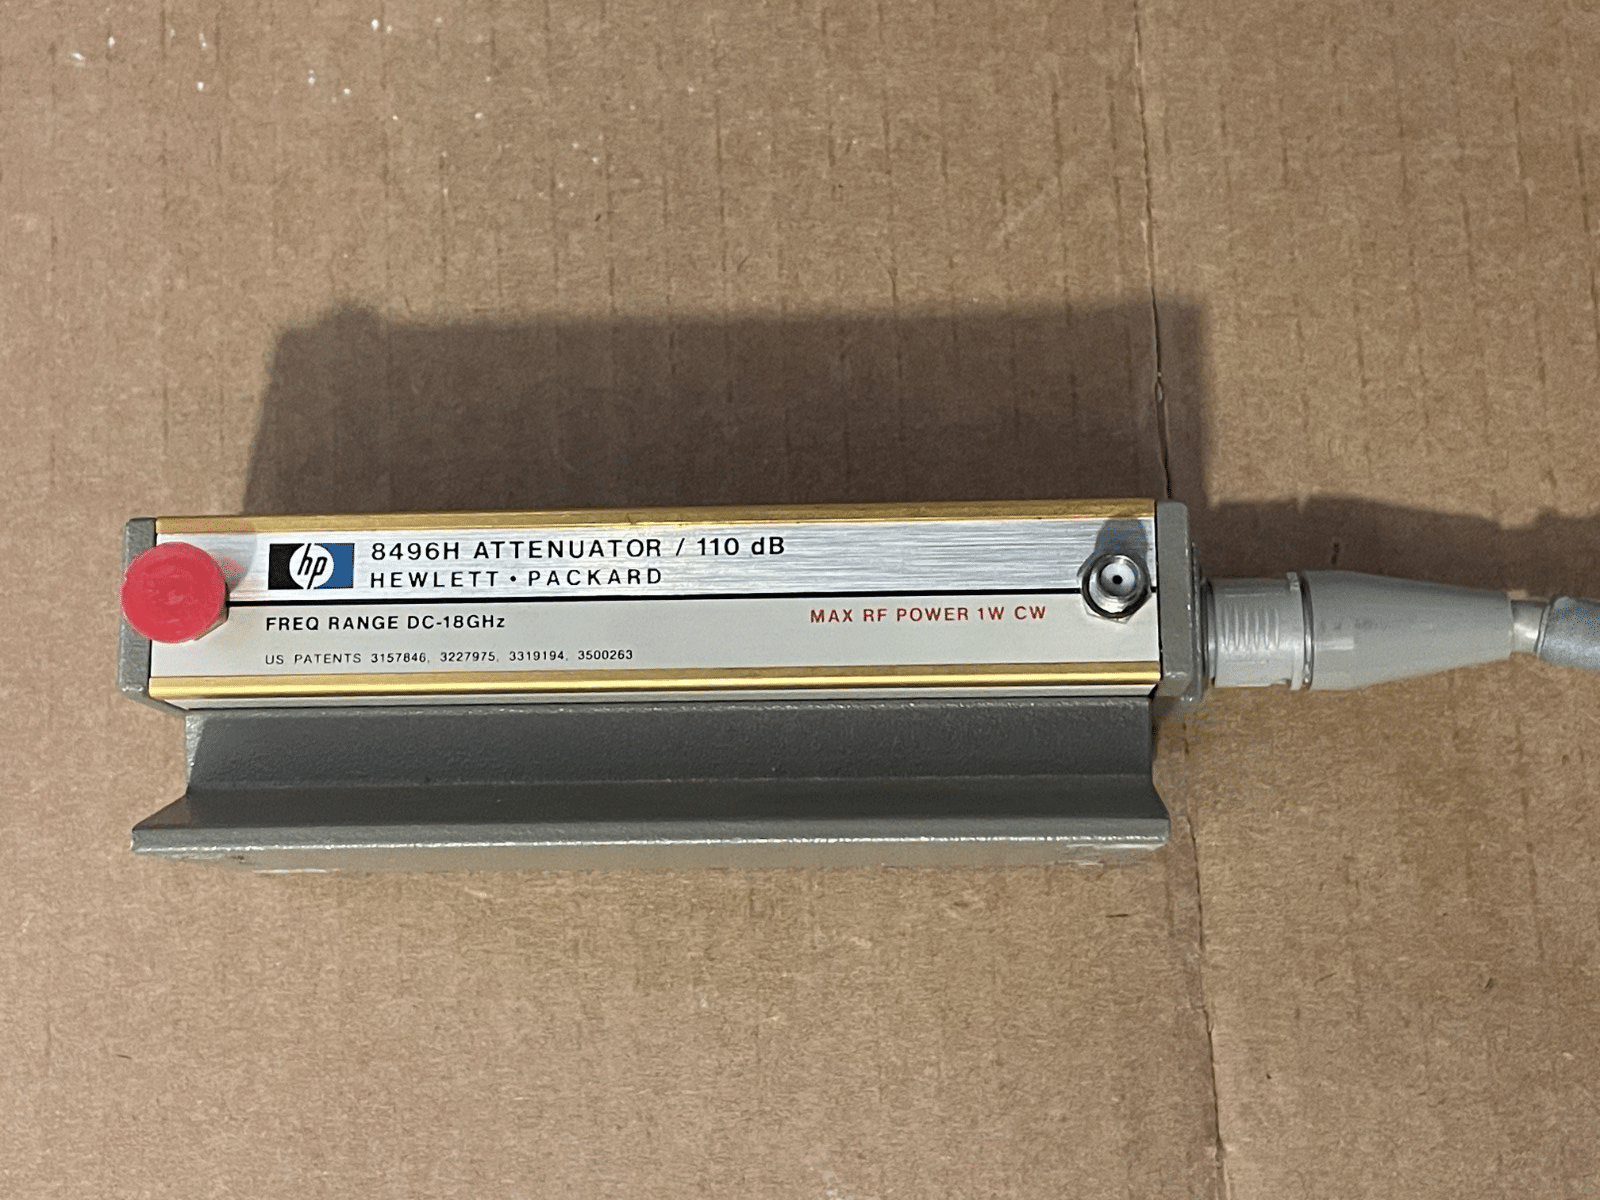 hp
8496H ATTENUATOR / 110 dB
HEWLETT • PACKARD
FREQ RANGE DC-18GHz
MAX RF POWER 1W CW
US PATENTS 3157846, 3227975, 3319194, 3500263